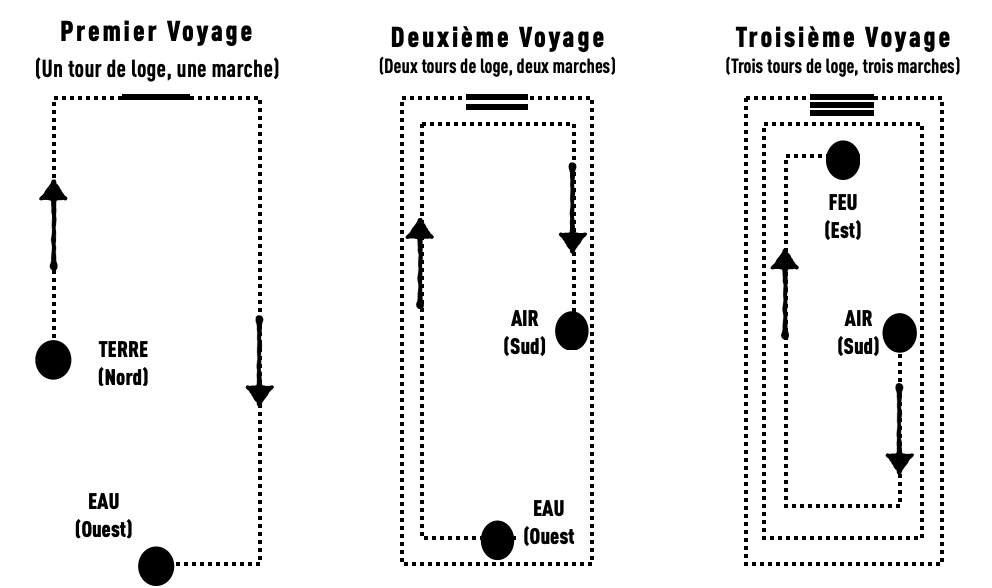 Premier Voyage
(Un tour de loge, une marche)
TERRE
(Nord)
EAU
(Ouest)
Deuxième Voyage
(Deux tours de loge, deux marches)
AIR
(Sud)
EAU
(Ouest
Troisième Voyage
(Trois tours de loge, trois marches)
FEU
(Est)
AIR
(Sud)